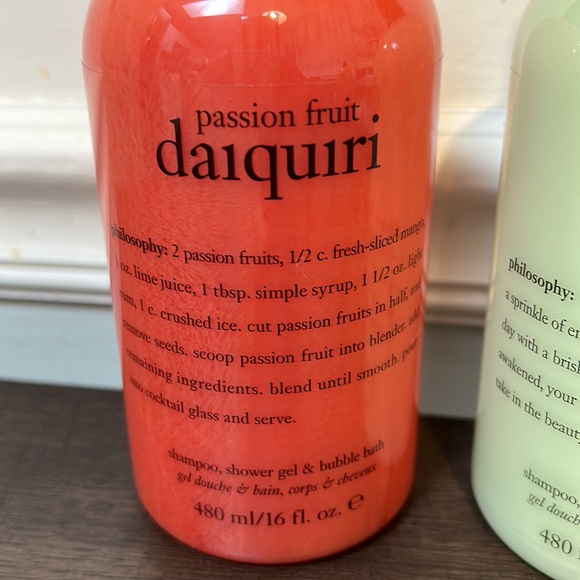 passion fruit
daiquiri
philosophy: 2 passion fruits, 1/2 c. fresh-sliced mango,
oz. lime juice, 1 tbsp. simple syrup, 1 1/2 oz. light
rum, 1 c. crushed ice. cut passion fruits in half, and
remove seeds. scoop passion fruit into blender. add
remaining ingredients. blend until smooth. pour
into cocktail glass and serve.
shampoo, shower gel & bubble bath
gel douche & bain, corps & cheveux
480 ml/16 fl. oz. e
philosophy:
a sprinkle of
day with a
awakened, your
take in the
shampoo,
gel
480